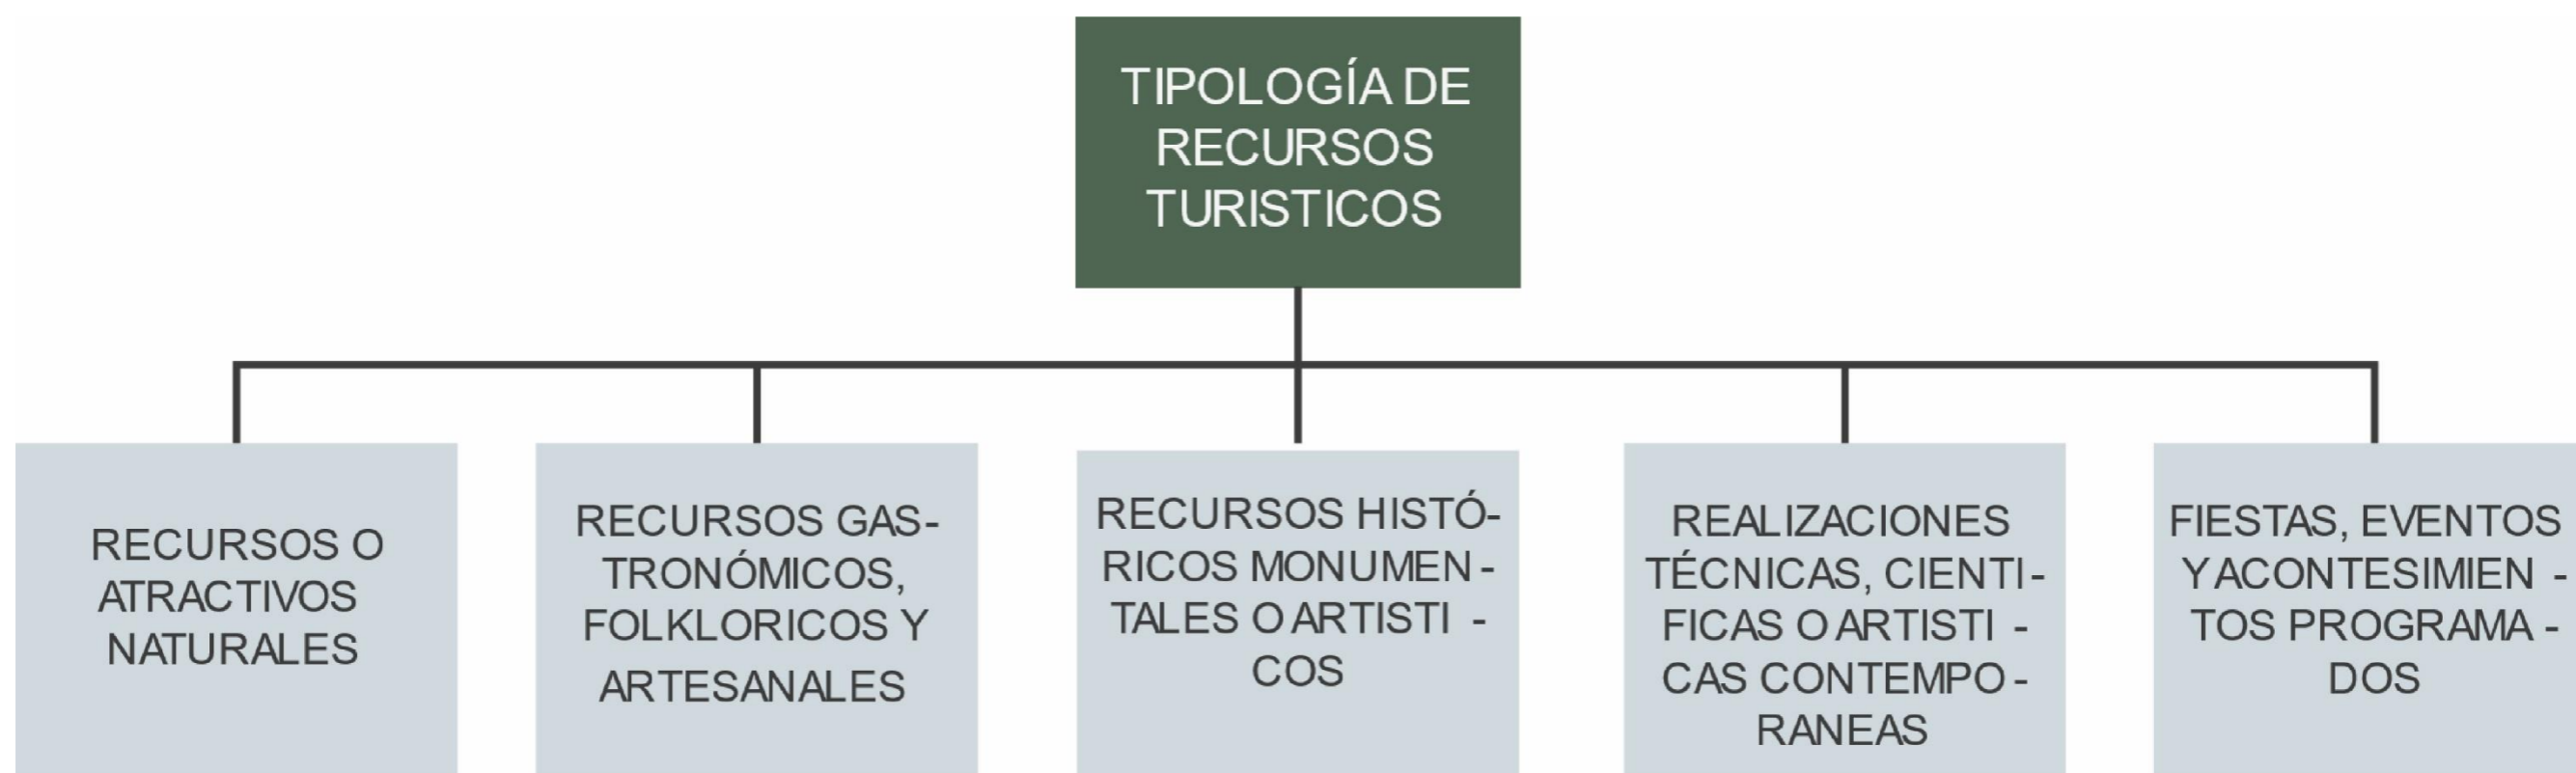 TIPOLOGÍA DE
RECURSOS
TURISTICOS
RECURSOS O
ATRACTIVOS
NATURALES
RECURSOS GAS-
TRONÓMICOS,
FOLKLORICOS Y
ARTESANALES
RECURSOS HISTÓ-
RICOS MONUMEN-
TALES O ARTISTI -
COS
REALIZACIONES
TÉCNICAS, CIENTI-
FICAS O ARTISTI -
CAS CONTEMPO-
RANEAS
FIESTAS, EVENTOS
Y ACONTESIMIEN -
TOS PROGRAMA -
DOS